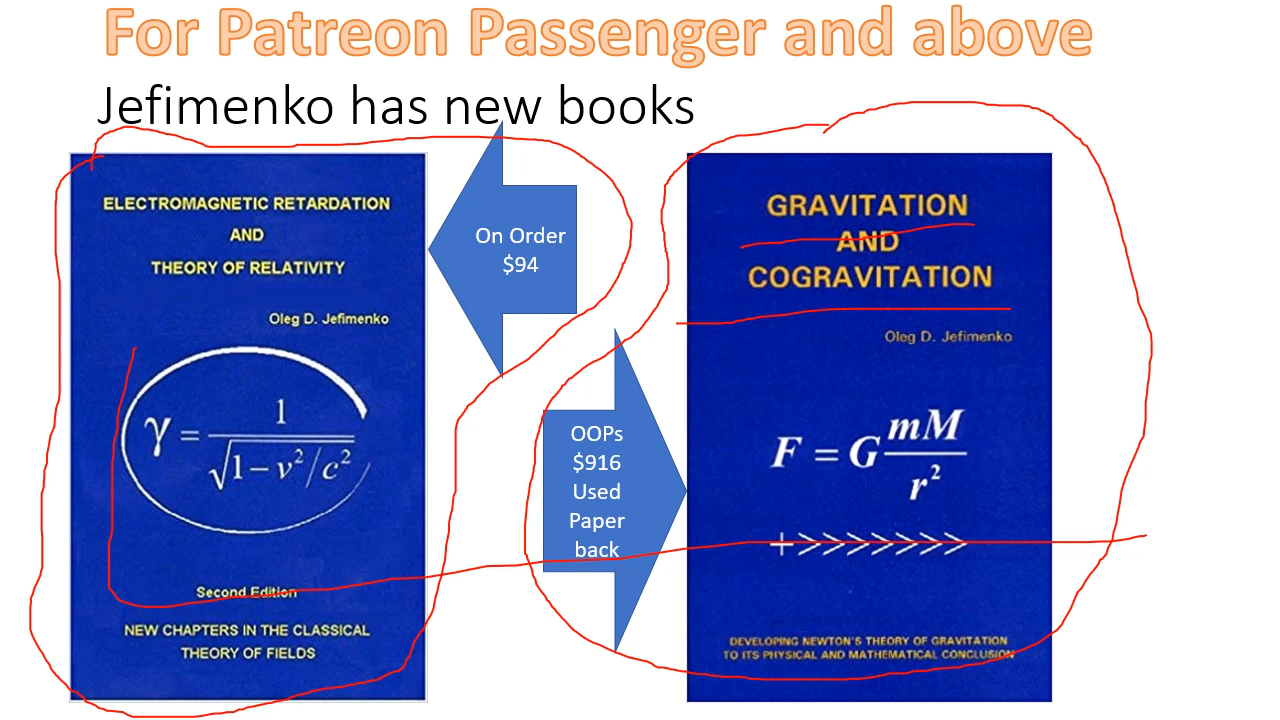 For Patreon Passenger and above
Jefimenko has new books
ELECTROMAGNETIC RETARDATION
AND
THEORY OF RELATIVITY
Oleg D. Jefimenko
γ = 1 / √1 − v²/c²
Second Edition
NEW CHAPTERS IN THE CLASSICAL
THEORY OF FIELDS
On Order
$94
OOPs
$916
Used
Paper
back
GRAVITATION
AND
COGRAVITATION
Oleg D. Jefimenko
F = G mM / r²
+>>>>>>>
DEVELOPING NEWTON'S THEORY OF GRAVITATION
TO ITS PHYSICAL AND MATHEMATICAL CONCLUSION